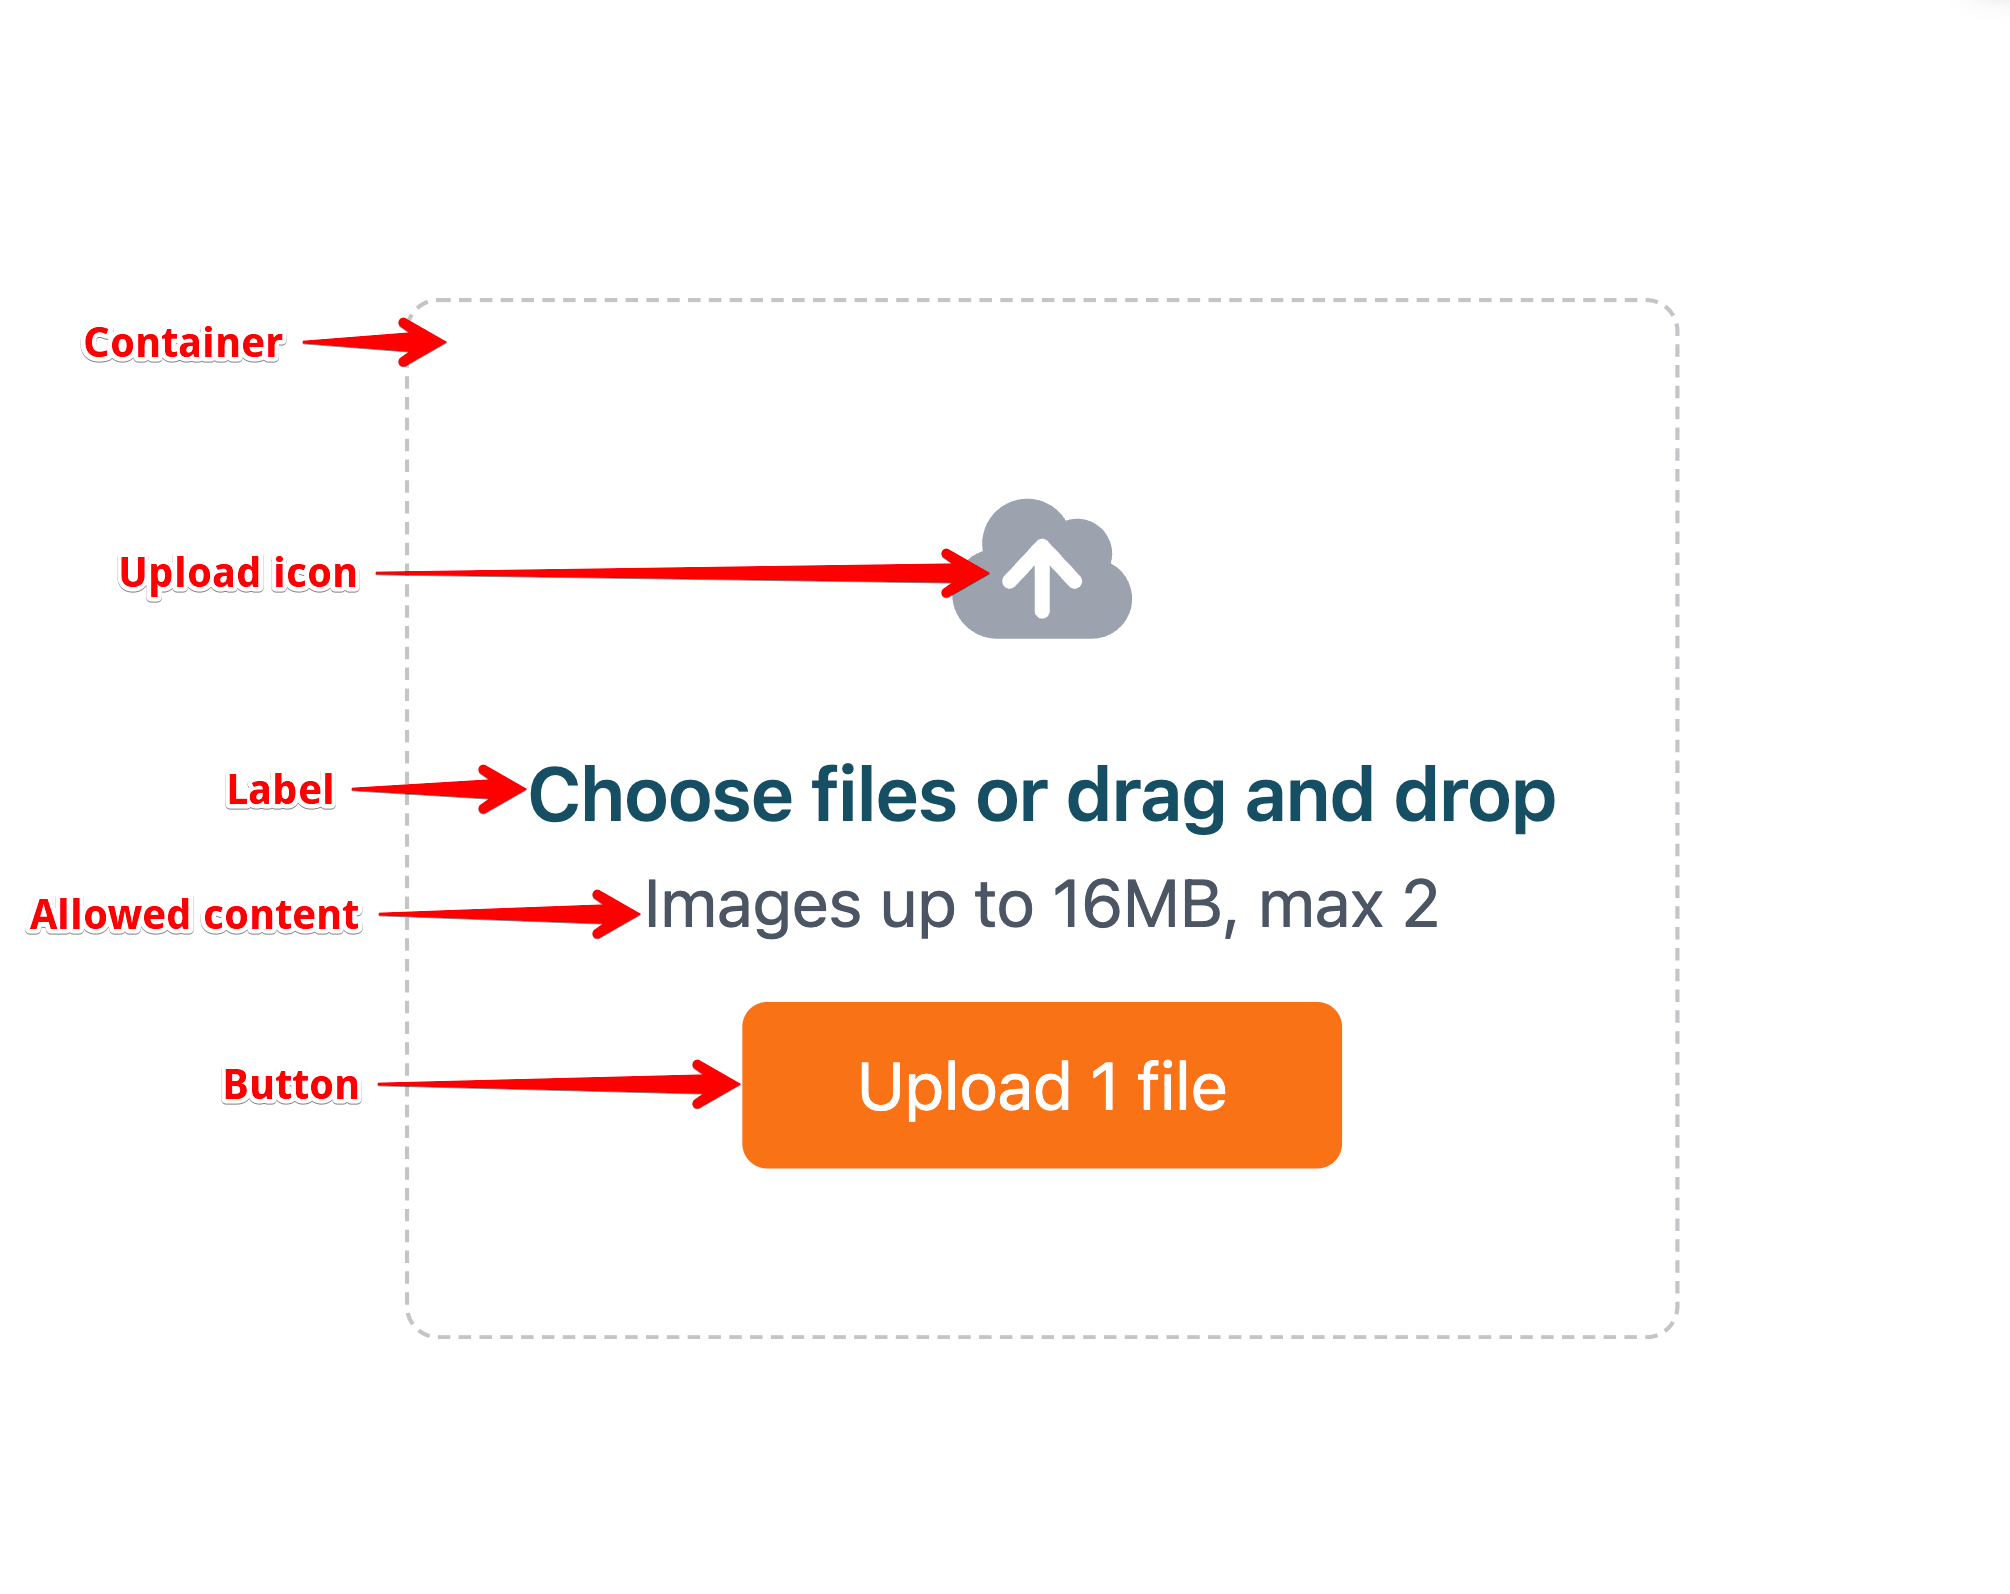 Container
Upload icon
Label
Choose files or drag and drop
Allowed content
Images up to 16MB, max 2
Button
Upload 1 file